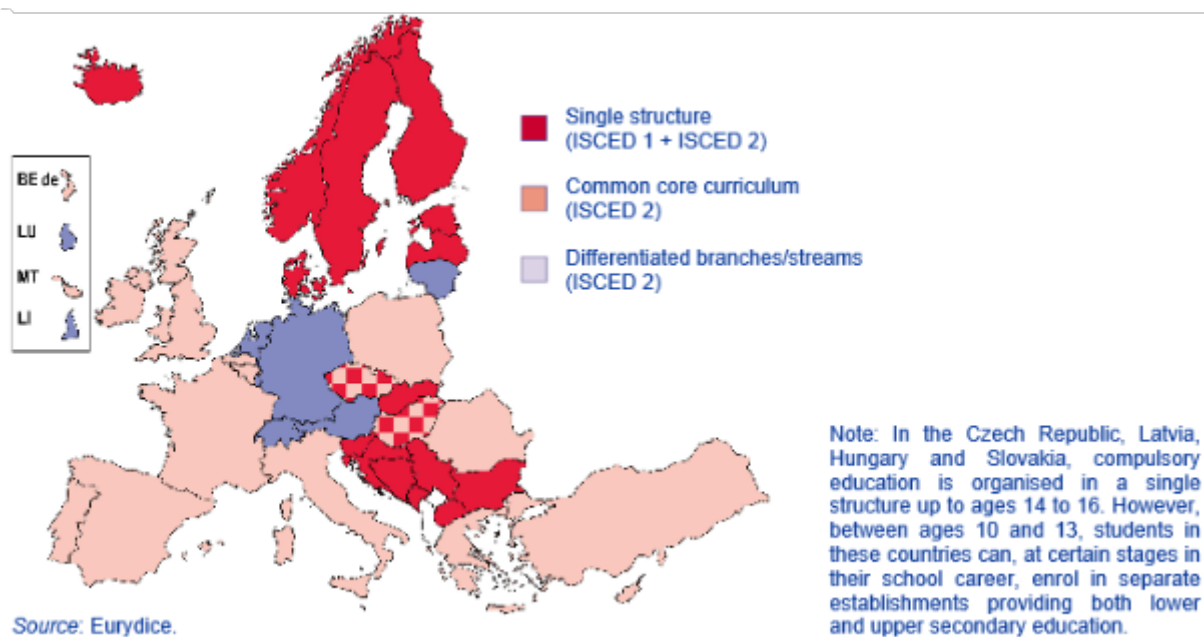 Single structure
(ISCED 1 + ISCED 2)
Common core curriculum
(ISCED 2)
Differentiated branches/streams
(ISCED 2)
BE de
LU
MT
LI
Note: In the Czech Republic, Latvia,
Hungary and Slovakia, compulsory
education is organised in a single
structure up to ages 14 to 16. However,
between ages 10 and 13, students in
these countries can, at certain stages in
their school career, enrol in separate
establishments providing both lower
and upper secondary education.
Source: Eurydice.